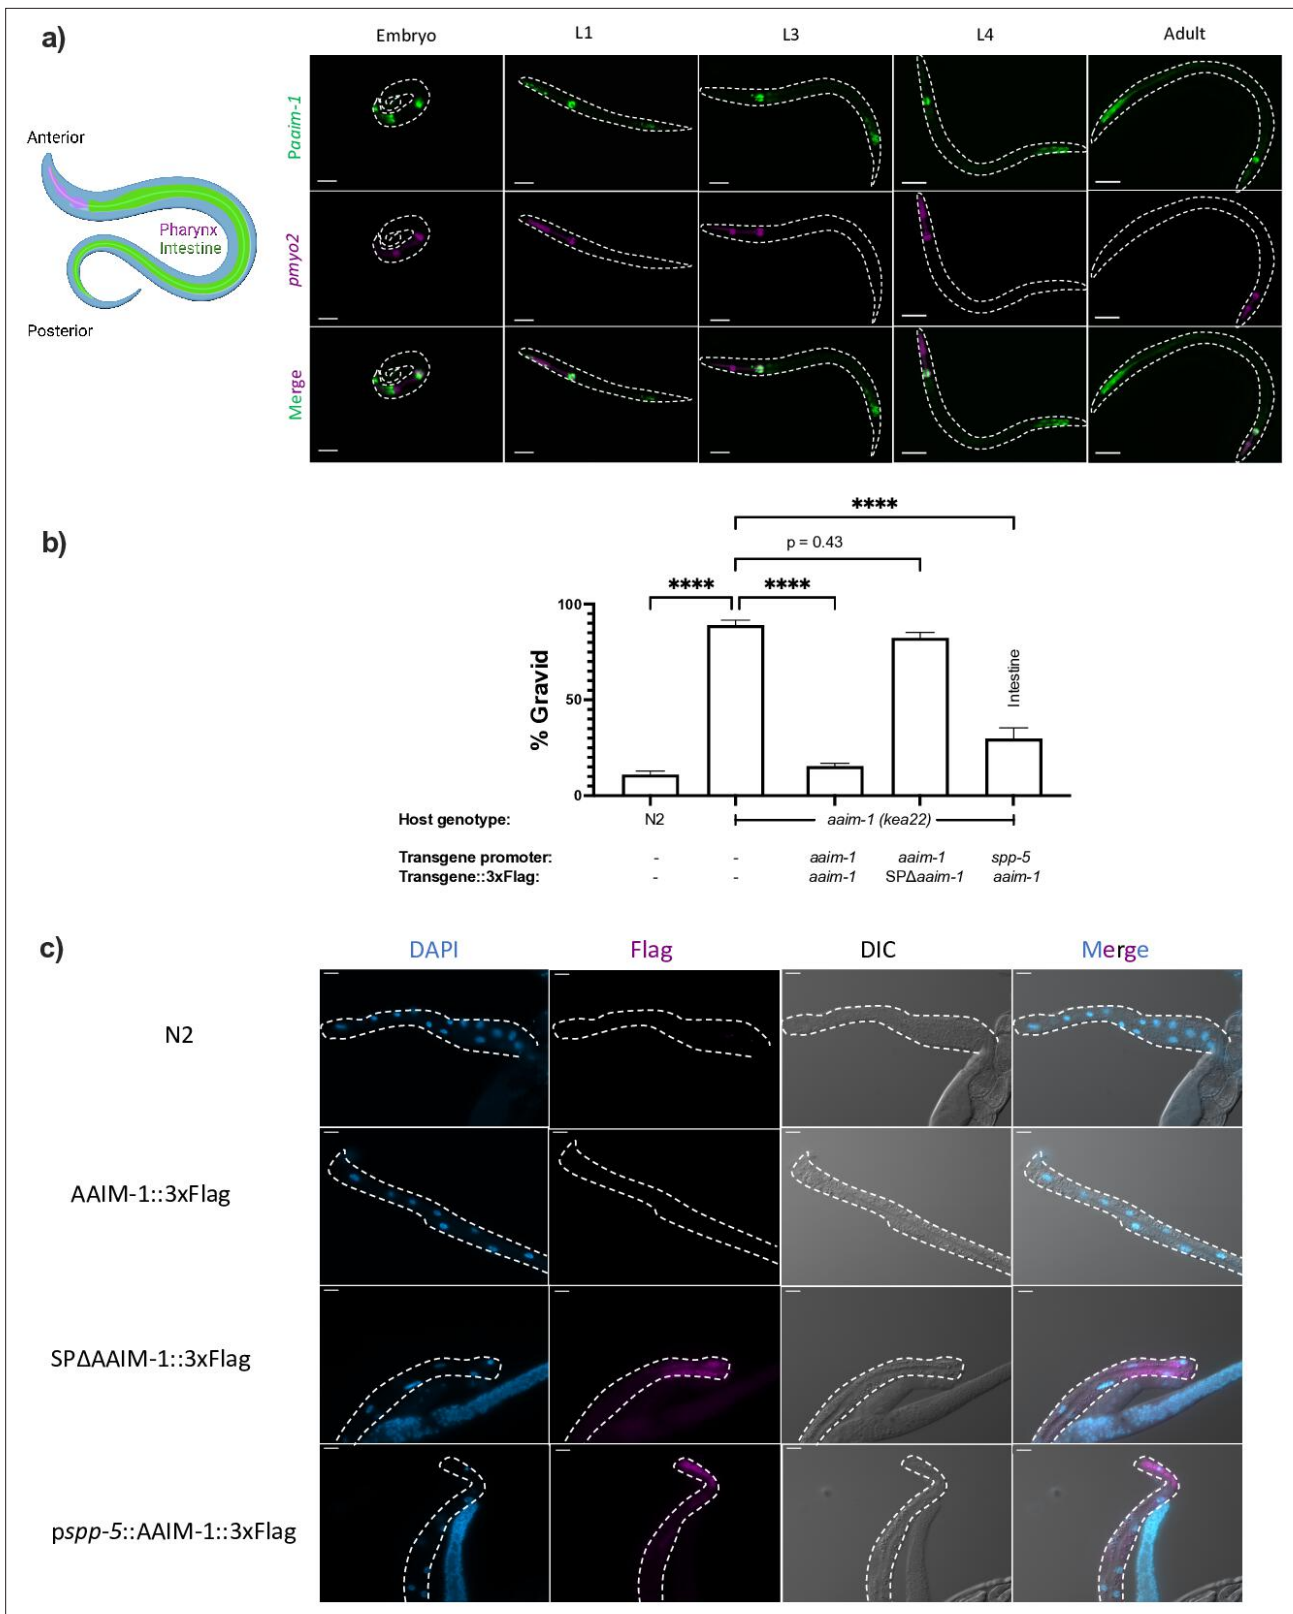 a)
Embryo
L1
L3
L4
Adult
Paaim-1
pmyo2
Merge
Anterior
Pharynx
Intestine
Posterior
b)
****
p = 0.43
**** ****
100
50
0
% Gravid
Intestine
Host genotype: N2 aaim-1 (kea22)
Transgene promoter: - - aaim-1 aaim-1 spp-5
Transgene::3xFlag: - - aaim-1 SPΔaaim-1 aaim-1
c)
DAPI Flag DIC Merge
N2
AAIM-1::3xFlag
SPΔAAIM-1::3xFlag
pspp-5::AAIM-1::3xFlag